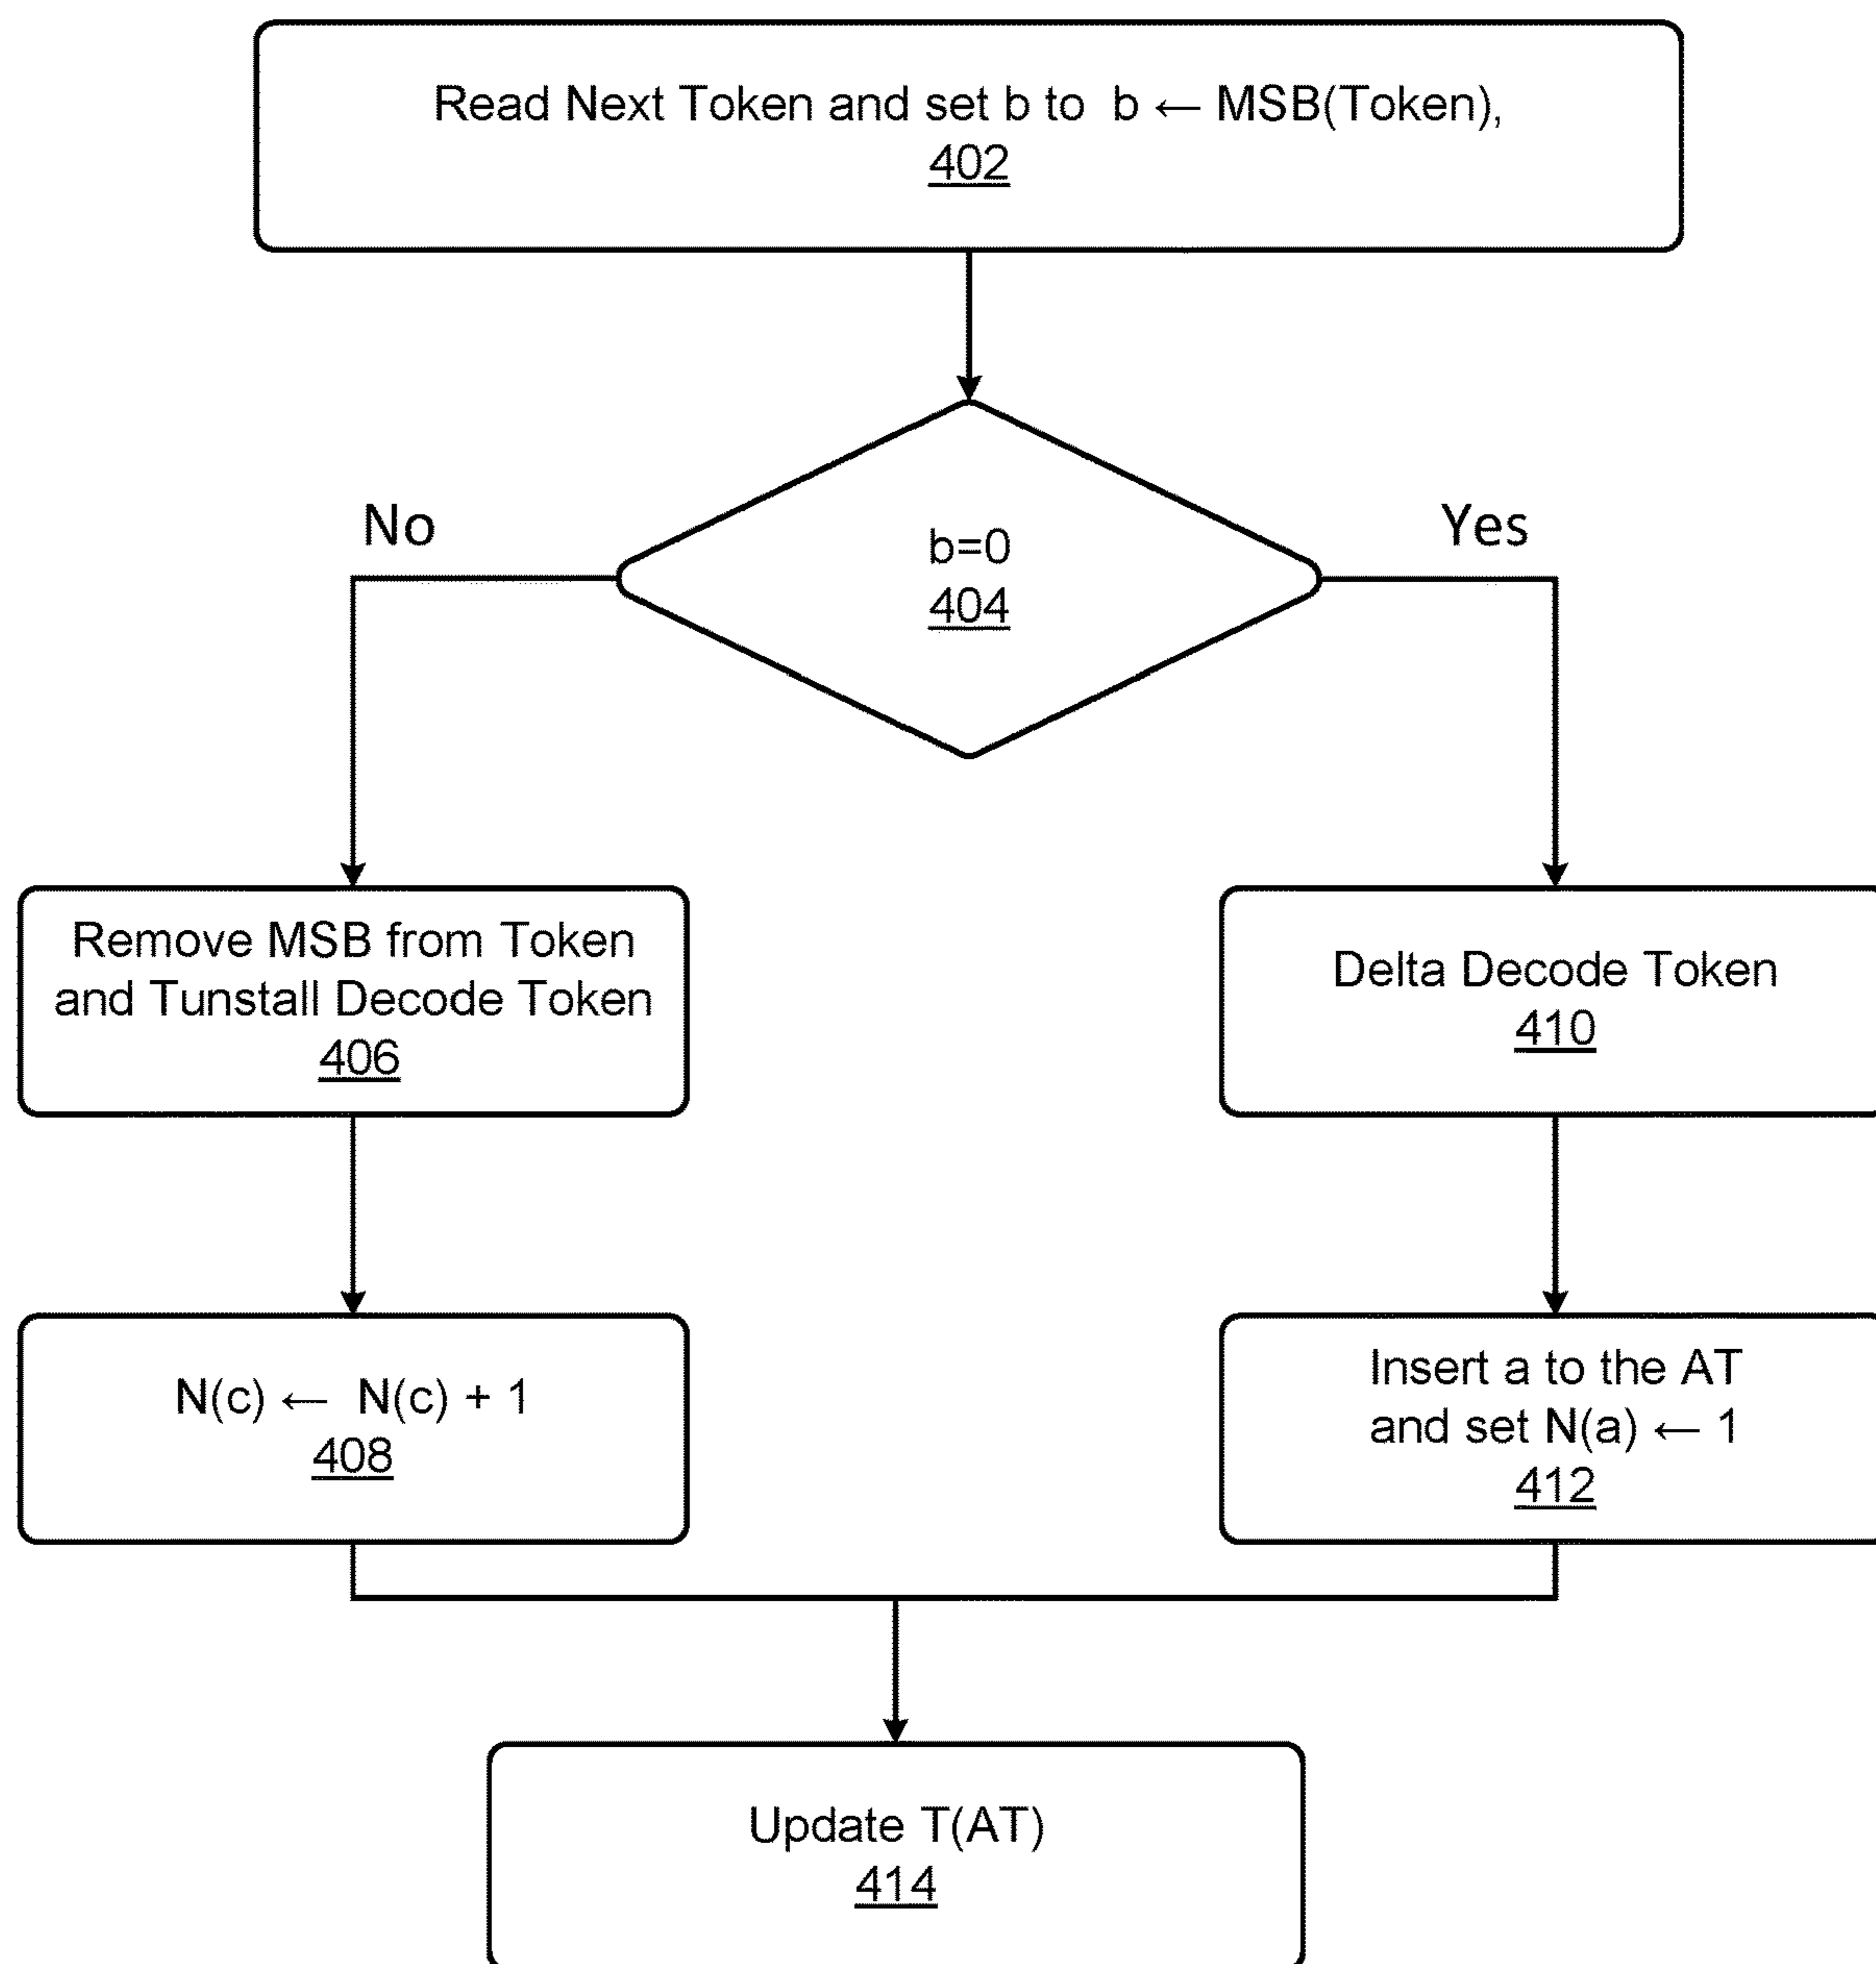 Read Next Token and set b to b ← MSB(Token),
402
No
Yes
b=0
404
Remove MSB from Token
and Tunstall Decode Token
406
Delta Decode Token
410
N(c) ← N(c) + 1
408
Insert a to the AT
and set N(a) ← 1
412
Update T(AT)
414